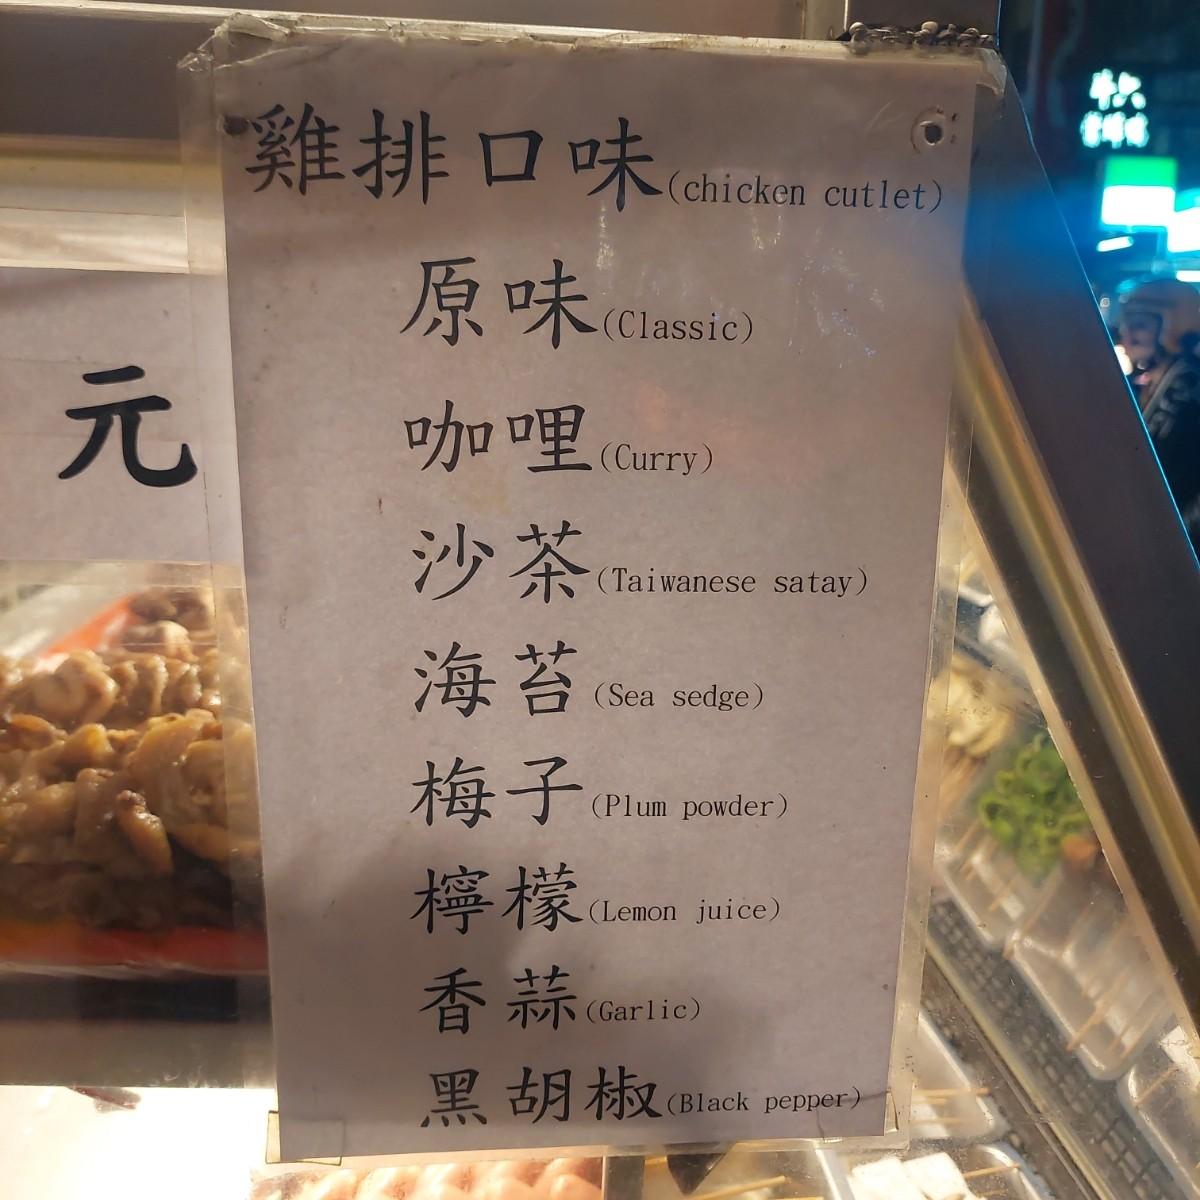 雞排口味(chicken cutlet)
原味(Classic)
咖哩(Curry)
沙茶(Taiwanese satay)
海苔(Sea sedge)
梅子(Plum powder)
檸檬(Lemon juice)
香蒜(Garlic)
黑胡椒(Black pepper)
元